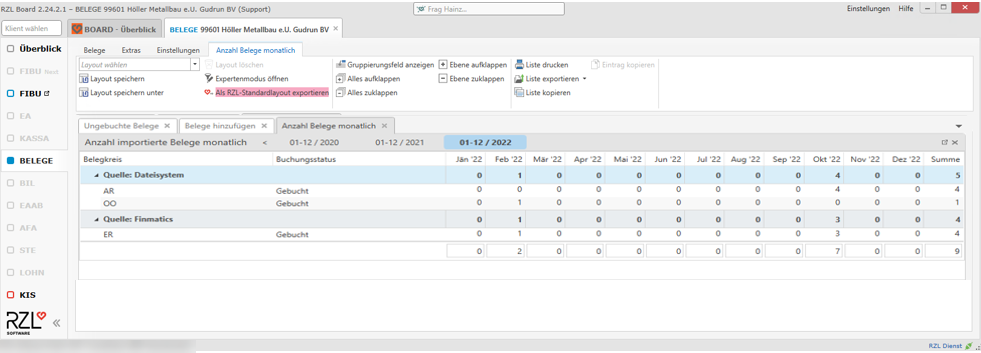 RZL Board 2.24.2.1 – BELEGE 99601 Höller Metallbau e.U. Gudrun BV (Support)
Frag Hainz...
Einstellungen Hilfe
Klient wählen
BOARD - Überblick
BELEGE 99601 Höller Metallbau e.U. Gudrun BV
Überblick
FIBU Next
FIBU
EA
KASSA
BELEGE
BIL
EAAB
AFA
STE
LOHN
KIS
RZL
SOFTWARE
Belege Extras Einstellungen Anzahl Belege monatlich
Layout wählen Layout löschen Gruppierungsfeld anzeigen Ebene aufklappen Liste drucken Eintrag kopieren
Layout speichern Expertenmodus öffnen Alles aufklappen Ebene zuklappen Liste exportieren
Layout speichern unter Als RZL-Standardlayout exportieren Alles zuklappen Liste kopieren
Ungebuchte Belege Belege hinzufügen Anzahl Belege monatlich
Anzahl importierte Belege monatlich < 01-12 / 2020 01-12 / 2021 01-12 / 2022
Belegkreis Buchungsstatus Jän '22 Feb '22 Mär '22 Apr '22 Mai '22 Jun '22 Jul '22 Aug '22 Sep '22 Okt '22 Nov '22 Dez '22 Summe
Quelle: Dateisystem 0 1 0 0 0 0 0 0 0 4 0 0 5
AR Gebucht 0 0 0 0 0 0 0 0 0 4 0 0 4
OO Gebucht 0 1 0 0 0 0 0 0 0 0 0 0 1
Quelle: Finmatics 0 1 0 0 0 0 0 0 0 3 0 0 4
ER Gebucht 0 1 0 0 0 0 0 0 0 3 0 0 4
0 2 0 0 0 0 0 0 0 7 0 0 9
RZL Dienst